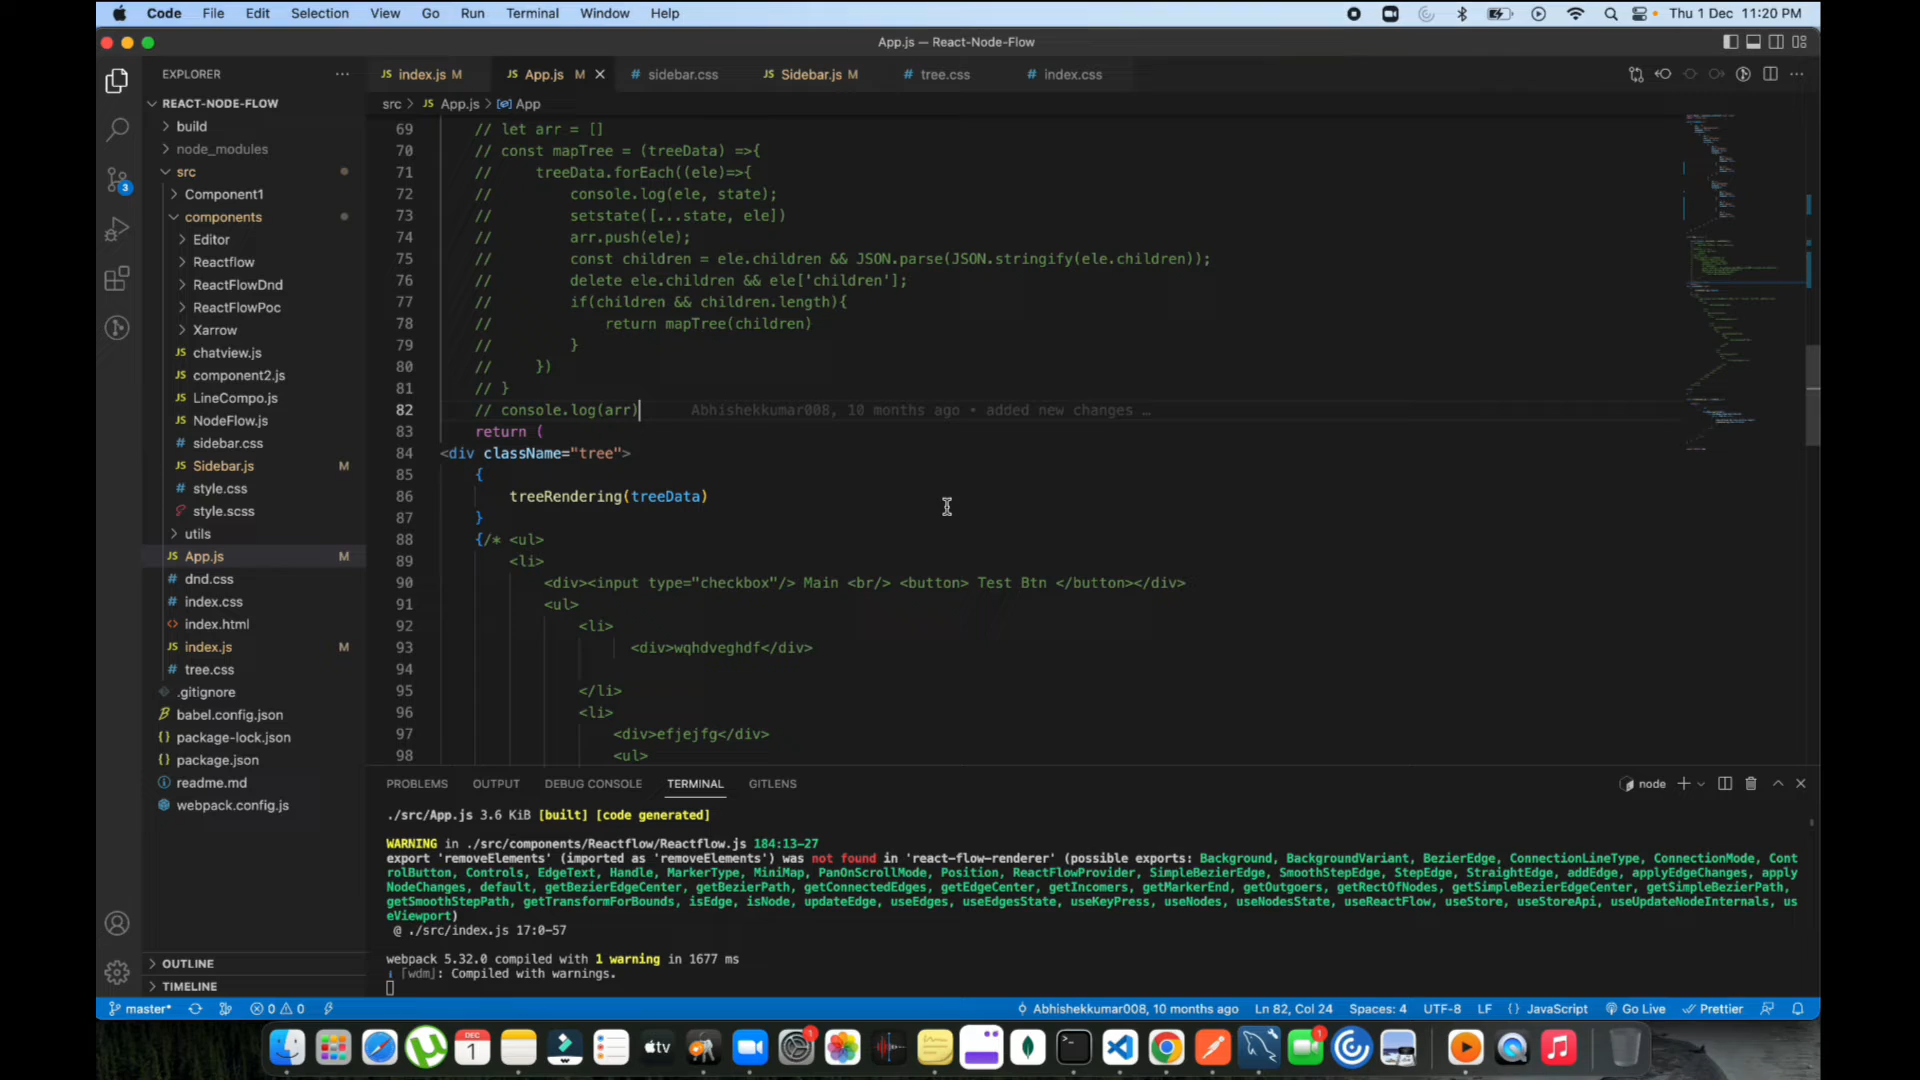 Code File Edit Selection View Go Run Terminal Window Help Thu 1 Dec 11:20 PM
App.js — React-Node-Flow
EXPLORER
index.js M App.js M sidebar.css Sidebar.js M tree.css index.css
src > App.js > App
REACT-NODE-FLOW
build
node_modules
src
Component1
components
Editor
Reactflow
ReactFlowDnd
ReactFlowPoc
Xarrow
chatview.js
component2.js
LineCompo.js
NodeFlow.js
sidebar.css
Sidebar.js M
style.css
style.scss
utils
App.js M
dnd.css
index.css
index.html
index.js M
tree.css
.gitignore
babel.config.json
package-lock.json
package.json
readme.md
webpack.config.js
OUTLINE
TIMELINE
3
69 // let arr = []
70 // const mapTree = (treeData) =>{
71 // treeData.forEach((ele)=>{
72 // console.log(ele, state);
73 // setstate([...state, ele])
74 // arr.push(ele);
75 // const children = ele.children && JSON.parse(JSON.stringify(ele.children));
76 // delete ele.children && ele['children'];
77 // if(children && children.length){
78 // return mapTree(children)
79 // }
80 // })
81 // }
82 // console.log(arr) Abhishekkumar008, 10 months ago • added new changes …
83 return (
84 <div className="tree">
85 {
86 treeRendering(treeData)
87 }
88 {/* <ul>
89 <li>
90 <div><input type="checkbox"/> Main <br/> <button> Test Btn </button></div>
91 <ul>
92 <li>
93 <div>wqhdveghdf</div>
94
95 </li>
96 <li>
97 <div>efjejfg</div>
98 <ul>
PROBLEMS OUTPUT DEBUG CONSOLE TERMINAL GITLENS node
./src/App.js 3.6 KiB [built] [code generated]
WARNING in ./src/components/Reactflow/Reactflow.js 184:13-27
export 'removeElements' (imported as 'removeElements') was not found in 'react-flow-renderer' (possible exports: Background, BackgroundVariant, BezierEdge, ConnectionLineType, ConnectionMode, Cont
rolButton, Controls, EdgeText, Handle, MarkerType, MiniMap, PanOnScrollMode, Position, ReactFlowProvider, SimpleBezierEdge, SmoothStepEdge, StepEdge, StraightEdge, addEdge, applyEdgeChanges, apply
NodeChanges, default, getBezierEdgeCenter, getBezierPath, getConnectedEdges, getEdgeCenter, getIncomers, getMarkerEnd, getOutgoers, getRectOfNodes, getSimpleBezierEdgeCenter, getSimpleBezierPath,
getSmoothStepPath, getTransformForBounds, isEdge, isNode, updateEdge, useEdges, useEdgesState, useKeyPress, useNodes, useNodesState, useReactFlow, useStore, useStoreApi, useUpdateNodeInternals, us
eViewport)
@ ./src/index.js 17:0-57
webpack 5.32.0 compiled with 1 warning in 1677 ms
i ｢wdm｣: Compiled with warnings.
master* 0 0 Abhishekkumar008, 10 months ago Ln 82, Col 24 Spaces: 4 UTF-8 LF {} JavaScript Go Live Prettier
DEC
1
tv
1
1